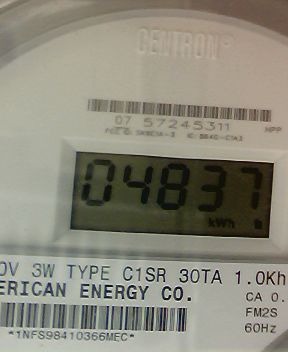 CENTRON®
07 57245311
HPP
04837
kWh
0V 3W TYPE C1SR 30TA 1.0Kh
ERICAN ENERGY CO.
CA 0.
FM2S
60Hz
*1NFS98410366MEC*